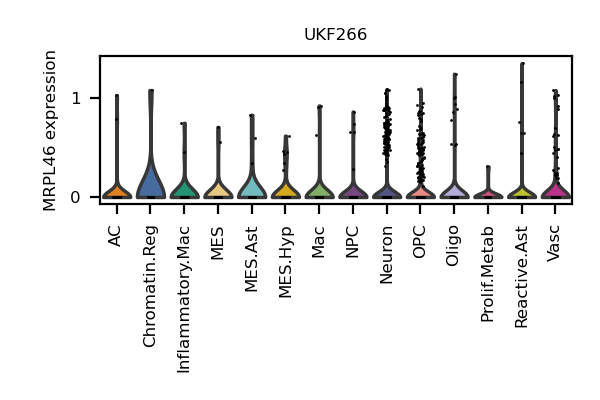 UKF266
MRPL46 expression
1
0
AC
Chromatin.Reg
Inflammatory.Mac
MES
MES.Ast
MES.Hyp
Mac
NPC
Neuron
OPC
Oligo
Prolif.Metab
Reactive.Ast
Vasc